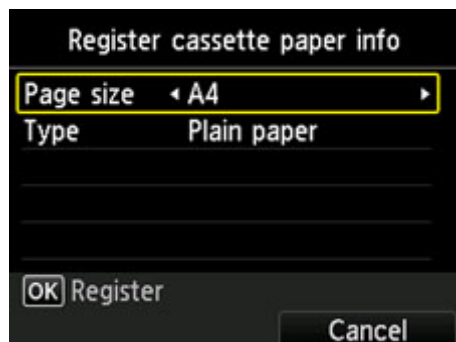 Register cassette paper info
Page size A4
Type Plain paper
OK Register
Cancel